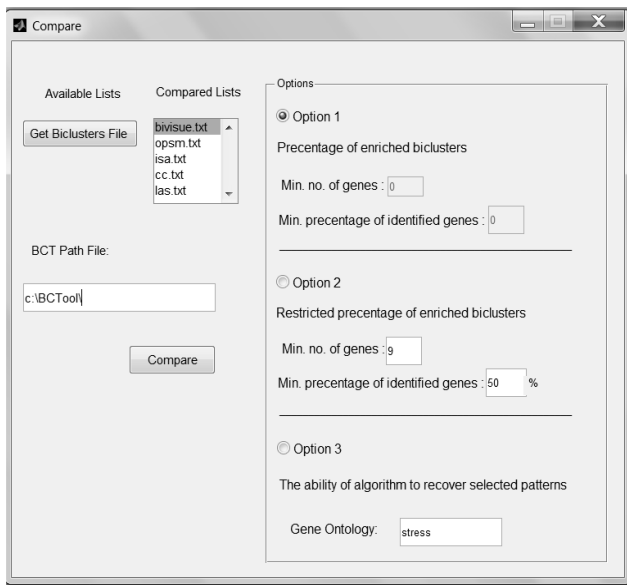 Compare
Available Lists
Compared Lists
Get Biclusters File
bivisue.txt
opsm.txt
isa.txt
cc.txt
las.txt
BCT Path File:
c:\BCTool\
Compare
Options
Option 1
Precentage of enriched biclusters
Min. no. of genes : 0
Min. precentage of identified genes : 0
Option 2
Restricted precentage of enriched biclusters
Min. no. of genes : 9
Min. precentage of identified genes : 50 %
Option 3
The ability of algorithm to recover selected patterns
Gene Ontology: stress